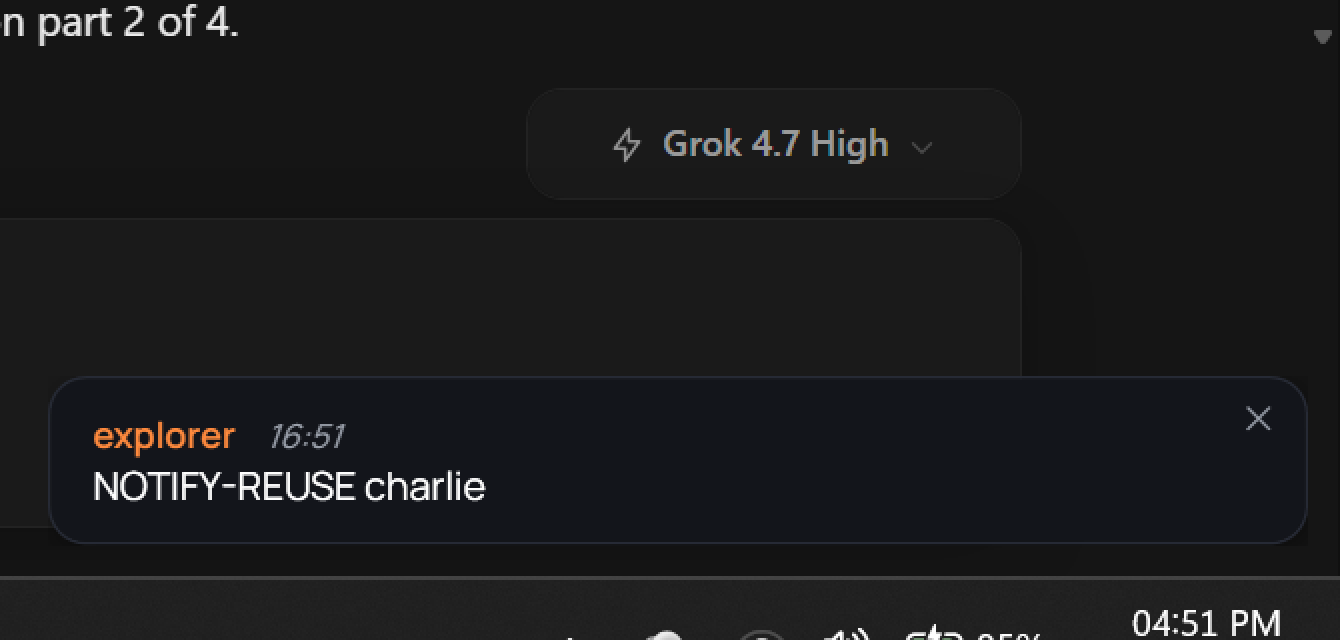 n part 2 of 4.
Grok 4.7 High
explorer 16:51
NOTIFY-REUSE charlie
04:51 PM